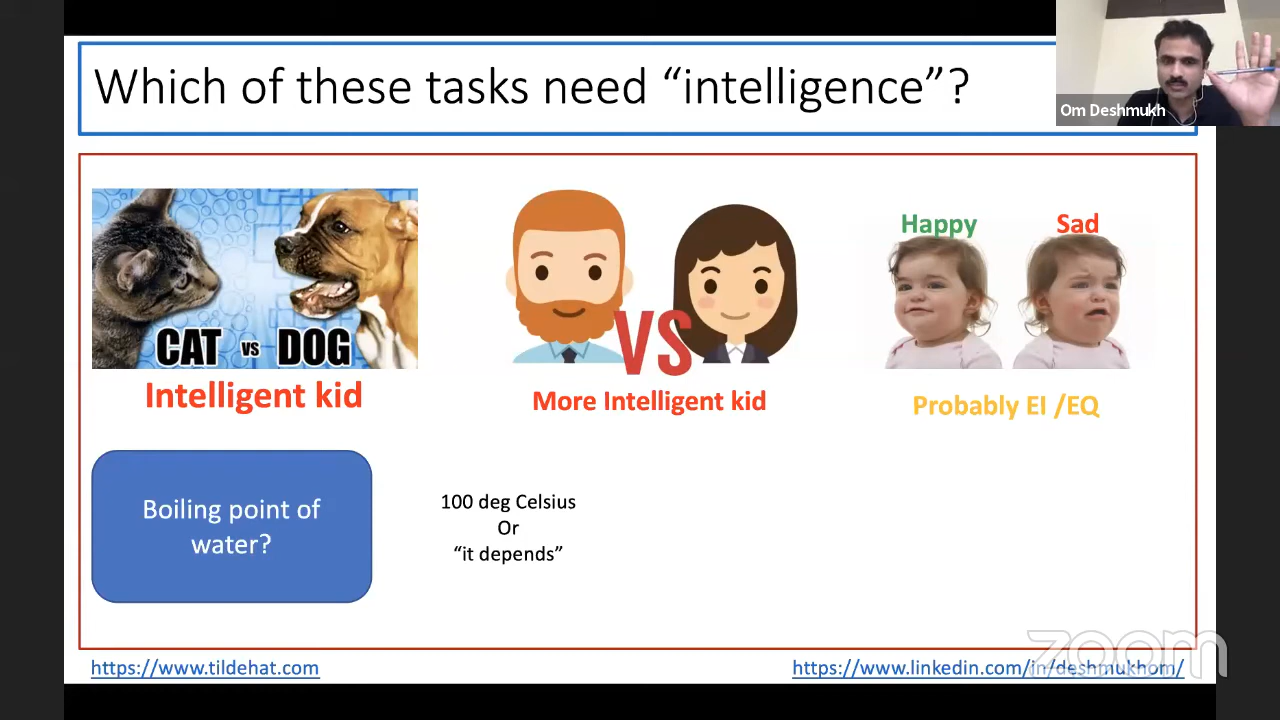 Which of these tasks need “intelligence”?
Om Deshmukh
CAT vs DOG
Intelligent kid
VS
More Intelligent kid
Happy
Sad
Probably EI /EQ
Boiling point of
water?
100 deg Celsius
Or
“it depends”
zoom
https://www.tildehat.com
https://www.linkedin.com/in/deshmukhom/